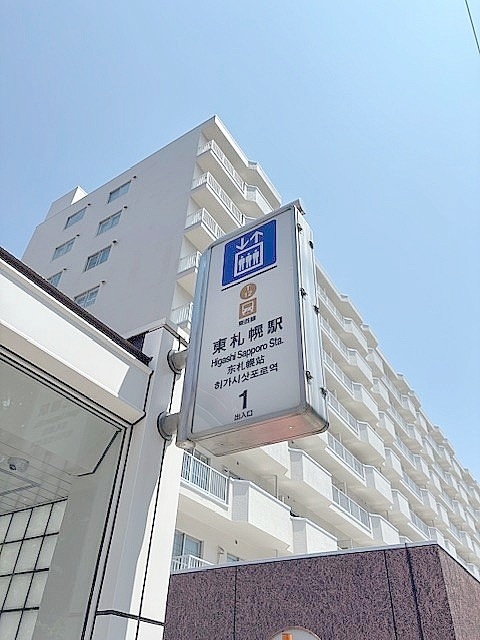 東西線
東札幌駅
Higashi Sapporo Sta.
东札幌站
히가시삿포로역
1
出入口